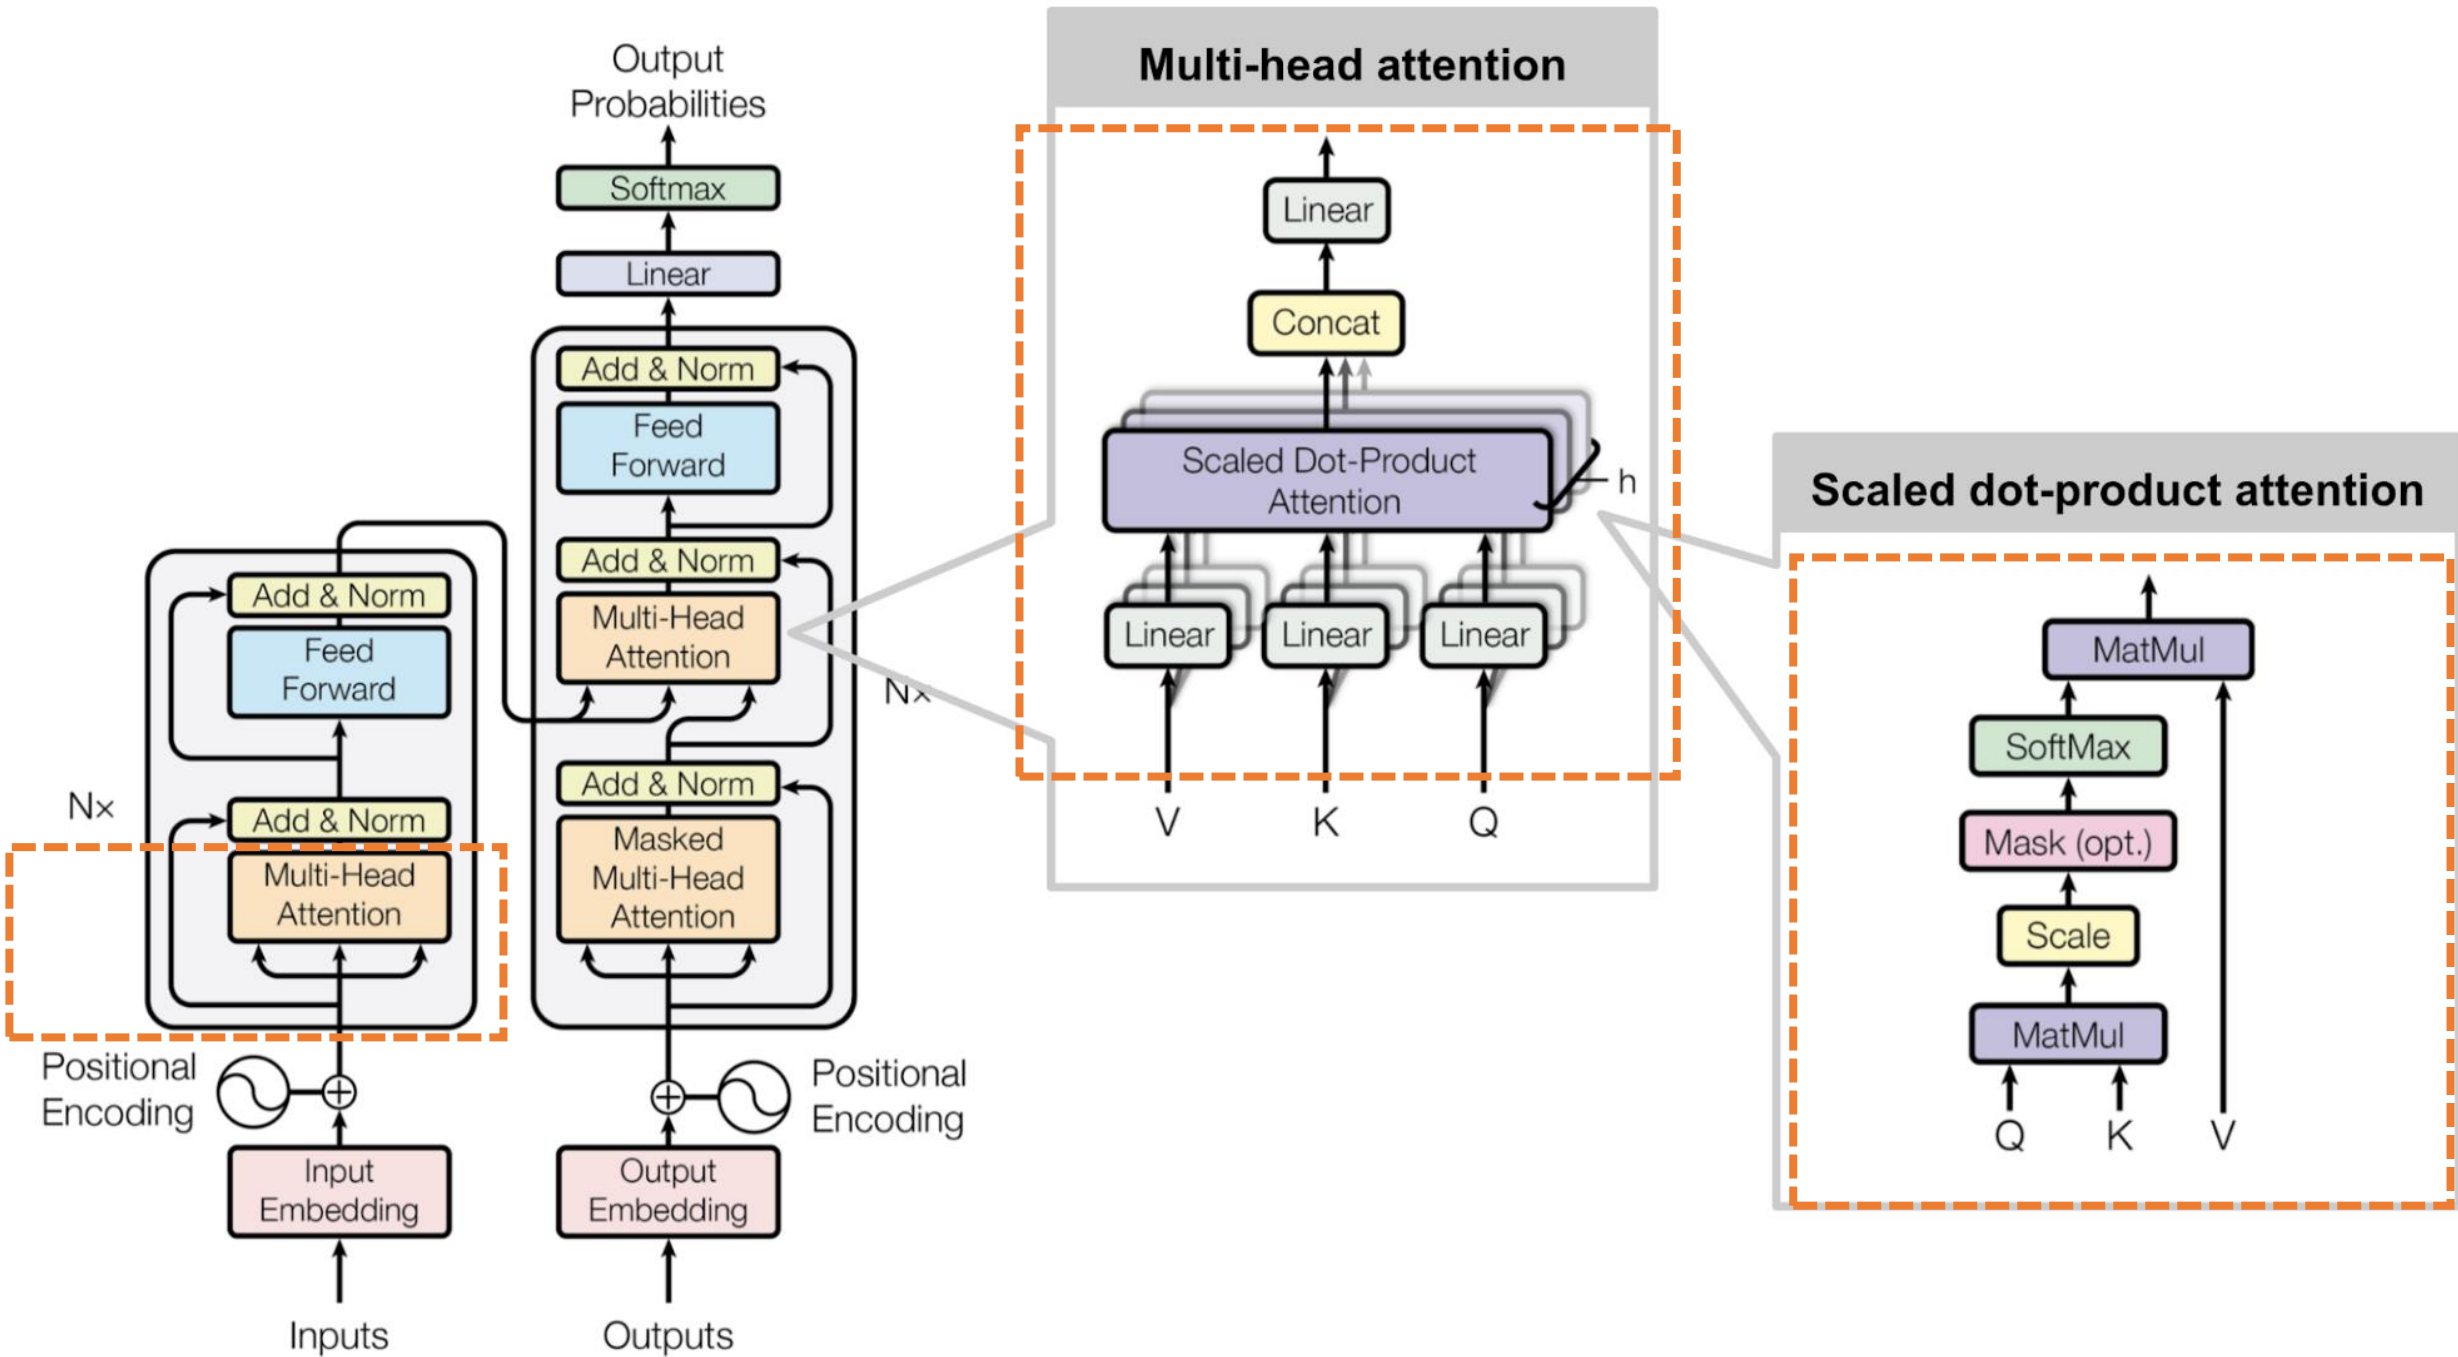 Output
Probabilities
Softmax
Linear
Add & Norm
Feed
Forward
Add & Norm
Multi-Head
Attention
Nx
Add & Norm
Masked
Multi-Head
Attention
Positional
Encoding
Output
Embedding
Outputs
Add & Norm
Feed
Forward
Nx
Add & Norm
Multi-Head
Attention
Positional
Encoding
Input
Embedding
Inputs
Multi-head attention
Linear
Concat
Scaled Dot-Product
Attention
h
Linear Linear Linear
V K Q
Scaled dot-product attention
MatMul
SoftMax
Mask (opt.)
Scale
MatMul
Q K V